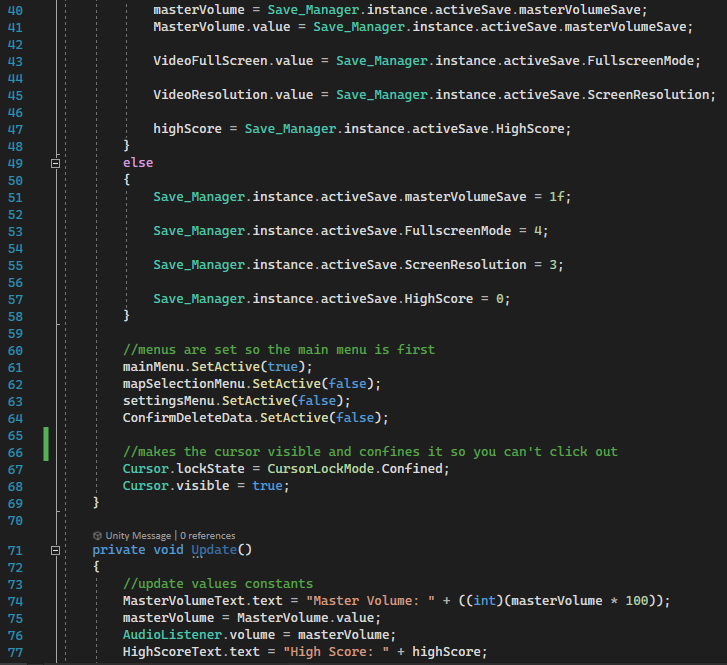 40 masterVolume = Save_Manager.instance.activeSave.masterVolumeSave;
41 MasterVolume.value = Save_Manager.instance.activeSave.masterVolumeSave;
42
43 VideoFullScreen.value = Save_Manager.instance.activeSave.FullscreenMode;
44
45 VideoResolution.value = Save_Manager.instance.activeSave.ScreenResolution;
46
47 highScore = Save_Manager.instance.activeSave.HighScore;
48 }
49 else
50 {
51 Save_Manager.instance.activeSave.masterVolumeSave = 1f;
52
53 Save_Manager.instance.activeSave.FullscreenMode = 4;
54
55 Save_Manager.instance.activeSave.ScreenResolution = 3;
56
57 Save_Manager.instance.activeSave.HighScore = 0;
58 }
59
60 //menus are set so the main menu is first
61 mainMenu.SetActive(true);
62 mapSelectionMenu.SetActive(false);
63 settingsMenu.SetActive(false);
64 ConfirmDeleteData.SetActive(false);
65
66 //makes the cursor visible and confines it so you can't click out
67 Cursor.lockState = CursorLockMode.Confined;
68 Cursor.visible = true;
69 }
70
Unity Message | 0 references
71 private void Update()
72 {
73 //update values constants
74 MasterVolumeText.text = "Master Volume: " + ((int)(masterVolume * 100));
75 masterVolume = MasterVolume.value;
76 AudioListener.volume = masterVolume;
77 HighScoreText.text = "High Score: " + highScore;